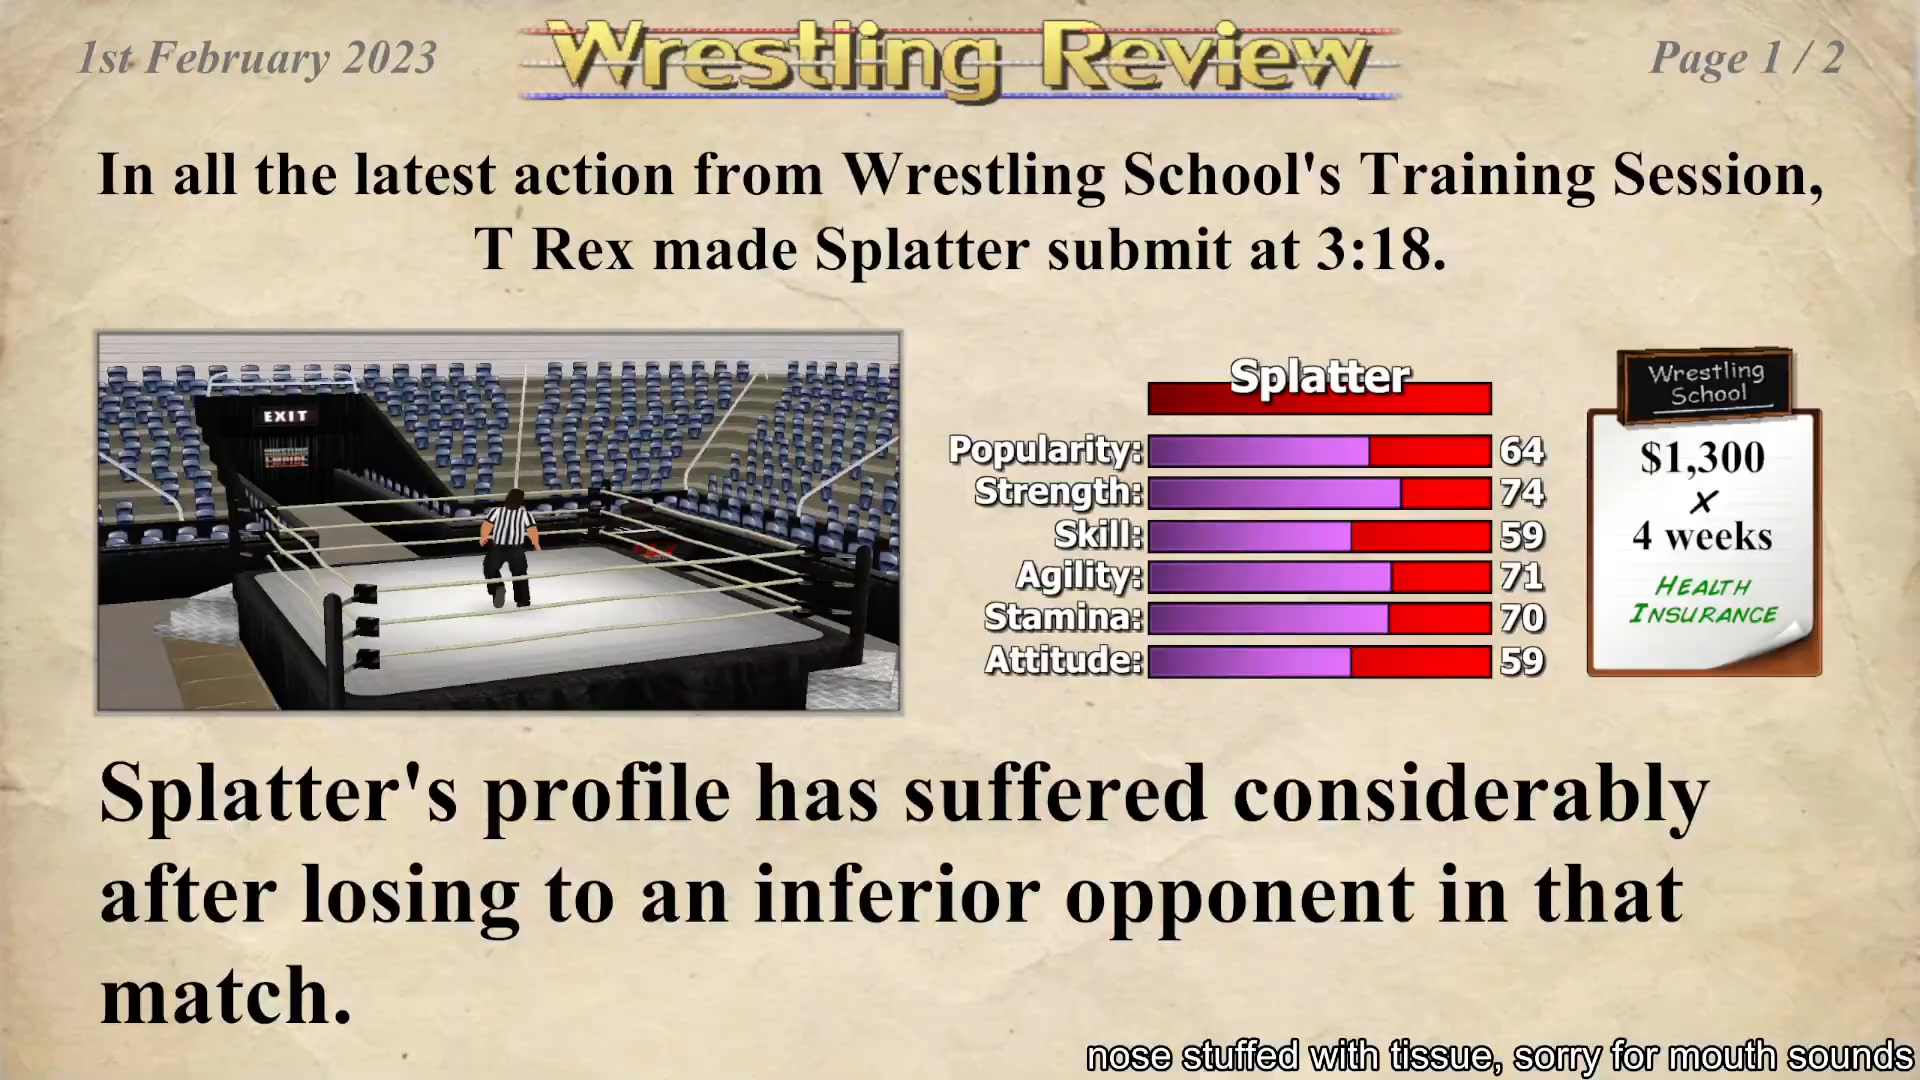 1st February 2023
Wrestling Review
Page 1 / 2
In all the latest action from Wrestling School's Training Session,
T Rex made Splatter submit at 3:18.
EXIT
Splatter
Popularity: 64
Strength: 74
Skill: 59
Agility: 71
Stamina: 70
Attitude: 59
Wrestling
School
$1,300
x
4 weeks
HEALTH
INSURANCE
Splatter's profile has suffered considerably
after losing to an inferior opponent in that
match.
nose stuffed with tissue, sorry for mouth sounds